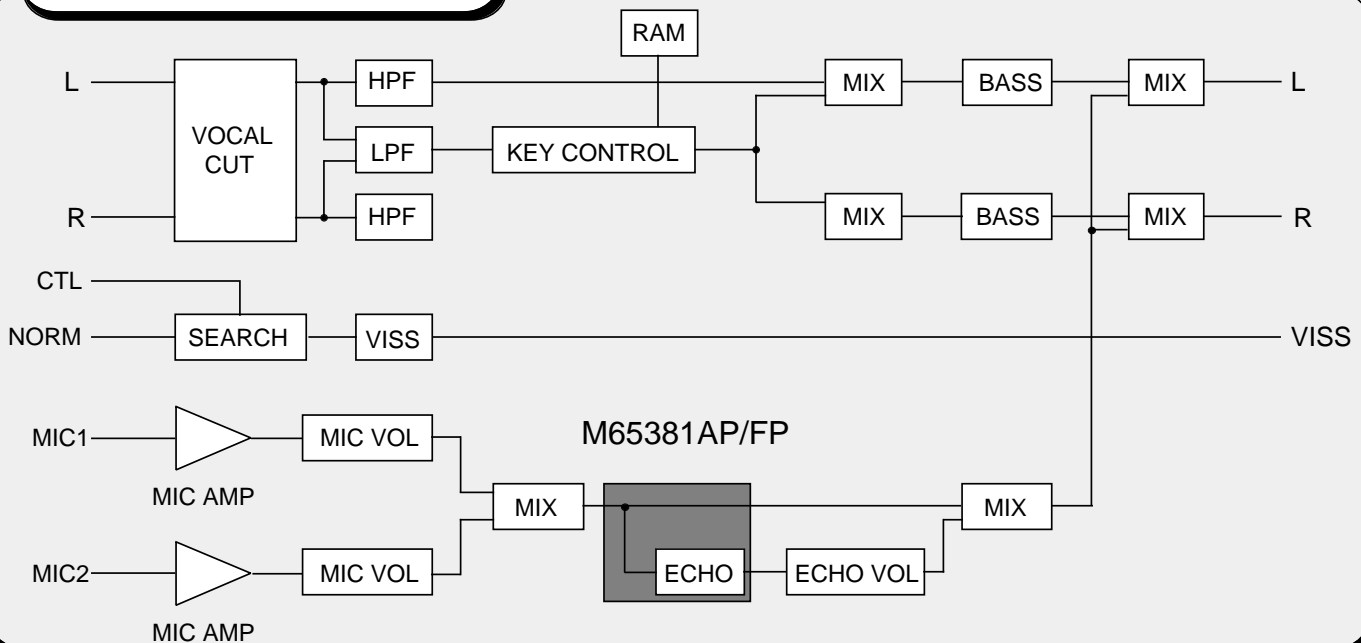 RAM
L
HPF
MIX
BASS
MIX
L
VOCAL
CUT
LPF
KEY CONTROL
R
HPF
MIX
BASS
MIX
R
CTL
NORM
SEARCH
VISS
VISS
MIC1
MIC VOL
M65381AP/FP
MIC AMP
MIX
MIX
MIC2
MIC VOL
ECHO
ECHO VOL
MIC AMP